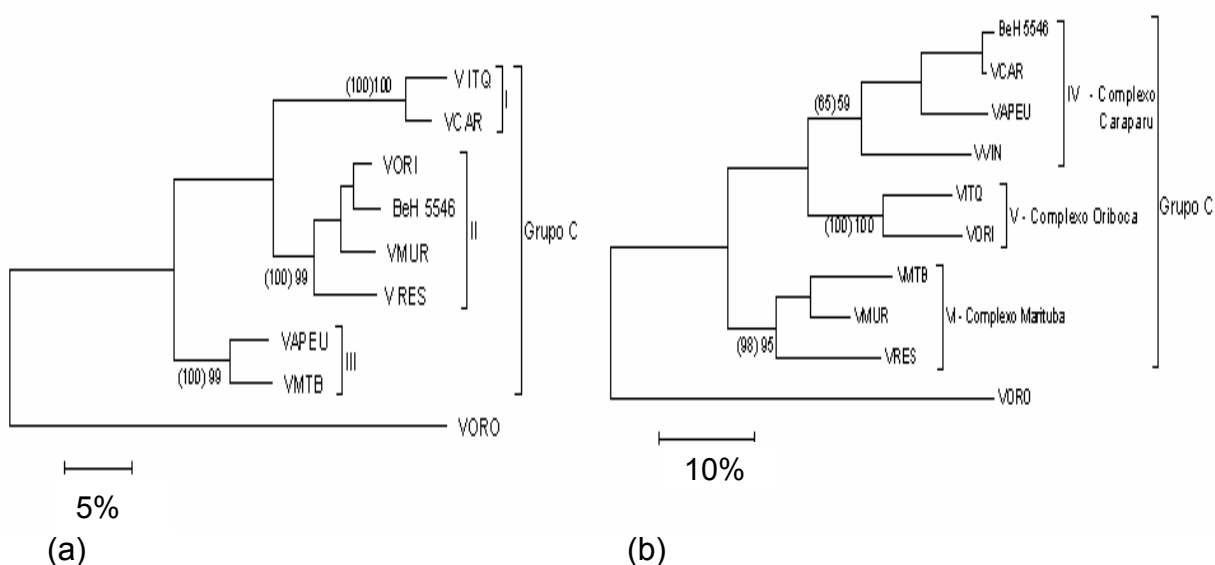 (100)100
VITQ
VCAR
I
VORI
BeH 5546
VMUR
VRES
(100) 99
II
VAPEU
VMTB
(100) 99
III
Grupo C
VORO
5%
(a)
BeH 5546
VCAR
VAPEU
VVIN
(65)59
IV - Complexo
Caraparu
VITQ
VORI
(100)100
V - Complexo Oriboca
VMTB
VMUR
VRES
(98) 95
VI - Complexo Marituba
Grupo C
VORO
10%
(b)